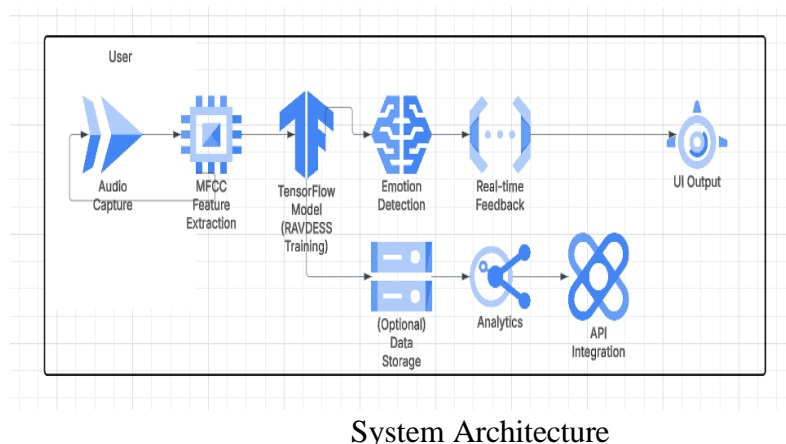 User
Audio
Capture
MFCC
Feature
Extraction
TensorFlow
Model
(RAVDESS
Training)
Emotion
Detection
Real-time
Feedback
UI Output
(Optional)
Data
Storage
Analytics
API
Integration
System Architecture